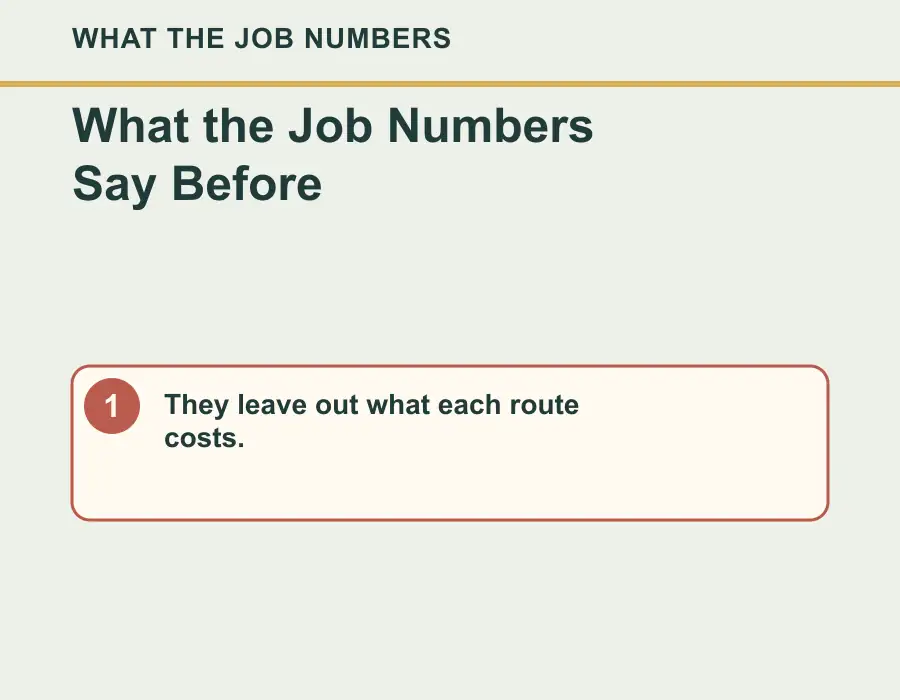 WHAT THE JOB NUMBERS
What the Job Numbers
Say Before
1
They leave out what each route
costs.